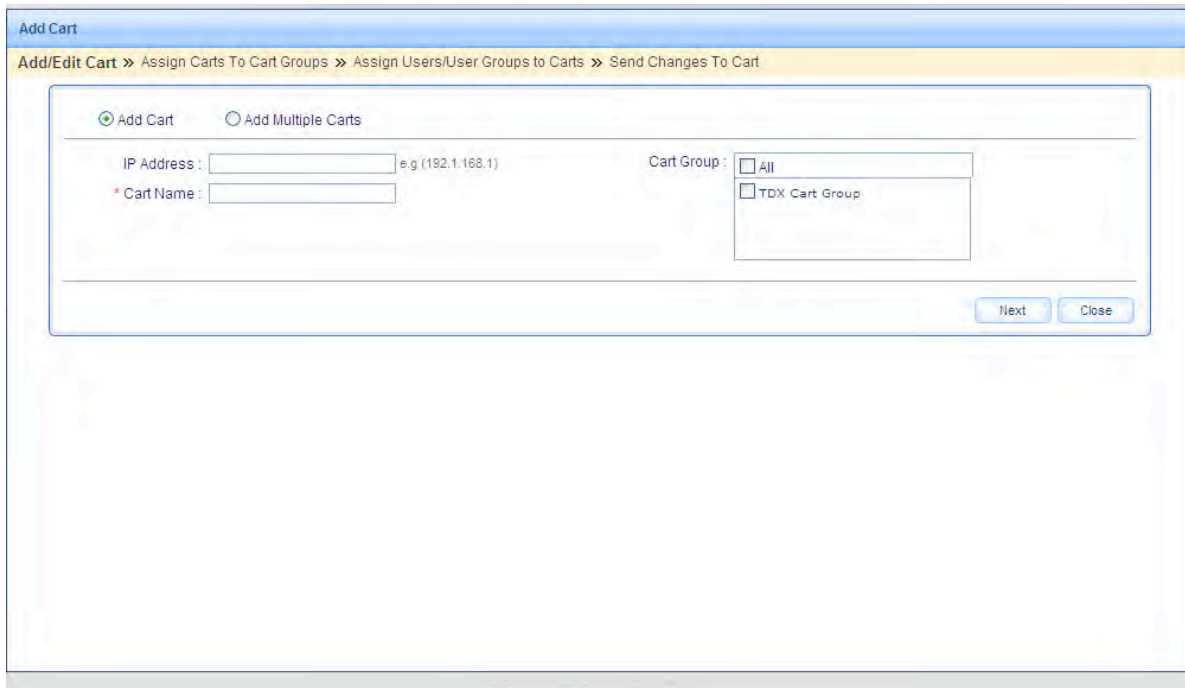 Add Cart
Add/Edit Cart » Assign Carts To Cart Groups » Assign Users/User Groups to Carts » Send Changes To Cart
Add Cart Add Multiple Carts
IP Address : e.g (192.1.168.1) Cart Group : All
* Cart Name : TDX Cart Group
Next Close